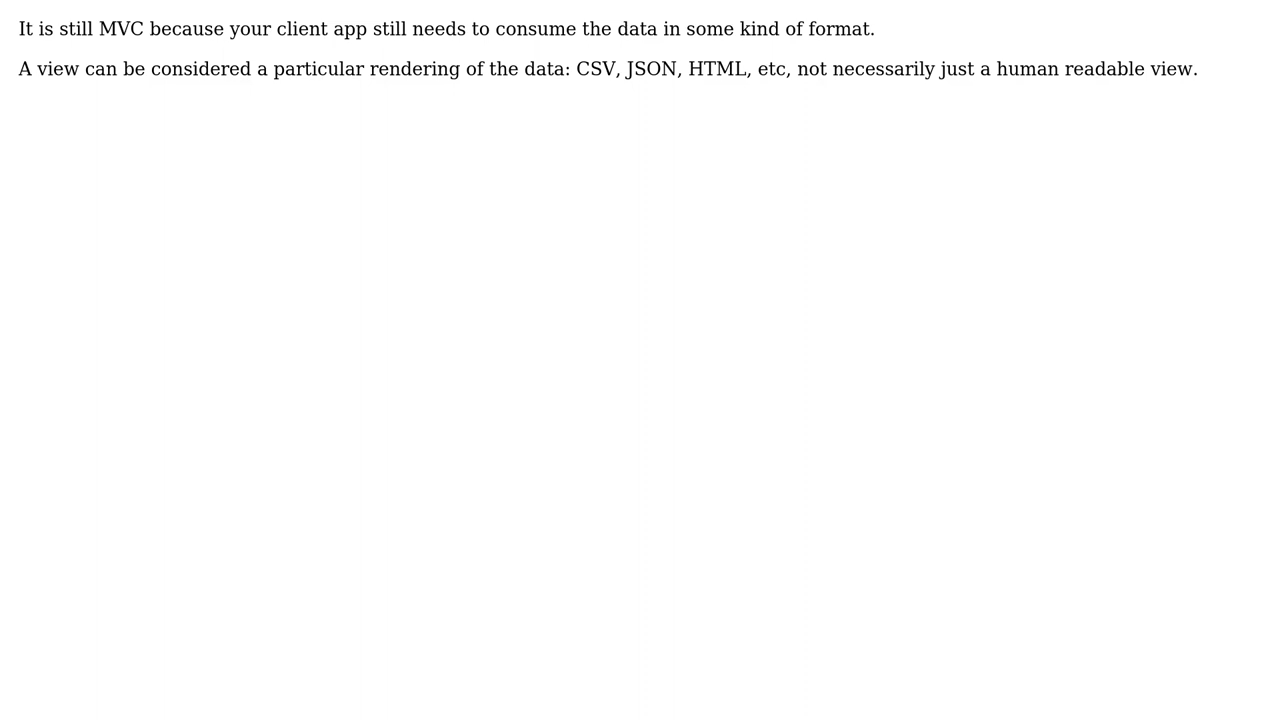 It is still MVC because your client app still needs to consume the data in some kind of format.
A view can be considered a particular rendering of the data: CSV, JSON, HTML, etc, not necessarily just a human readable view.